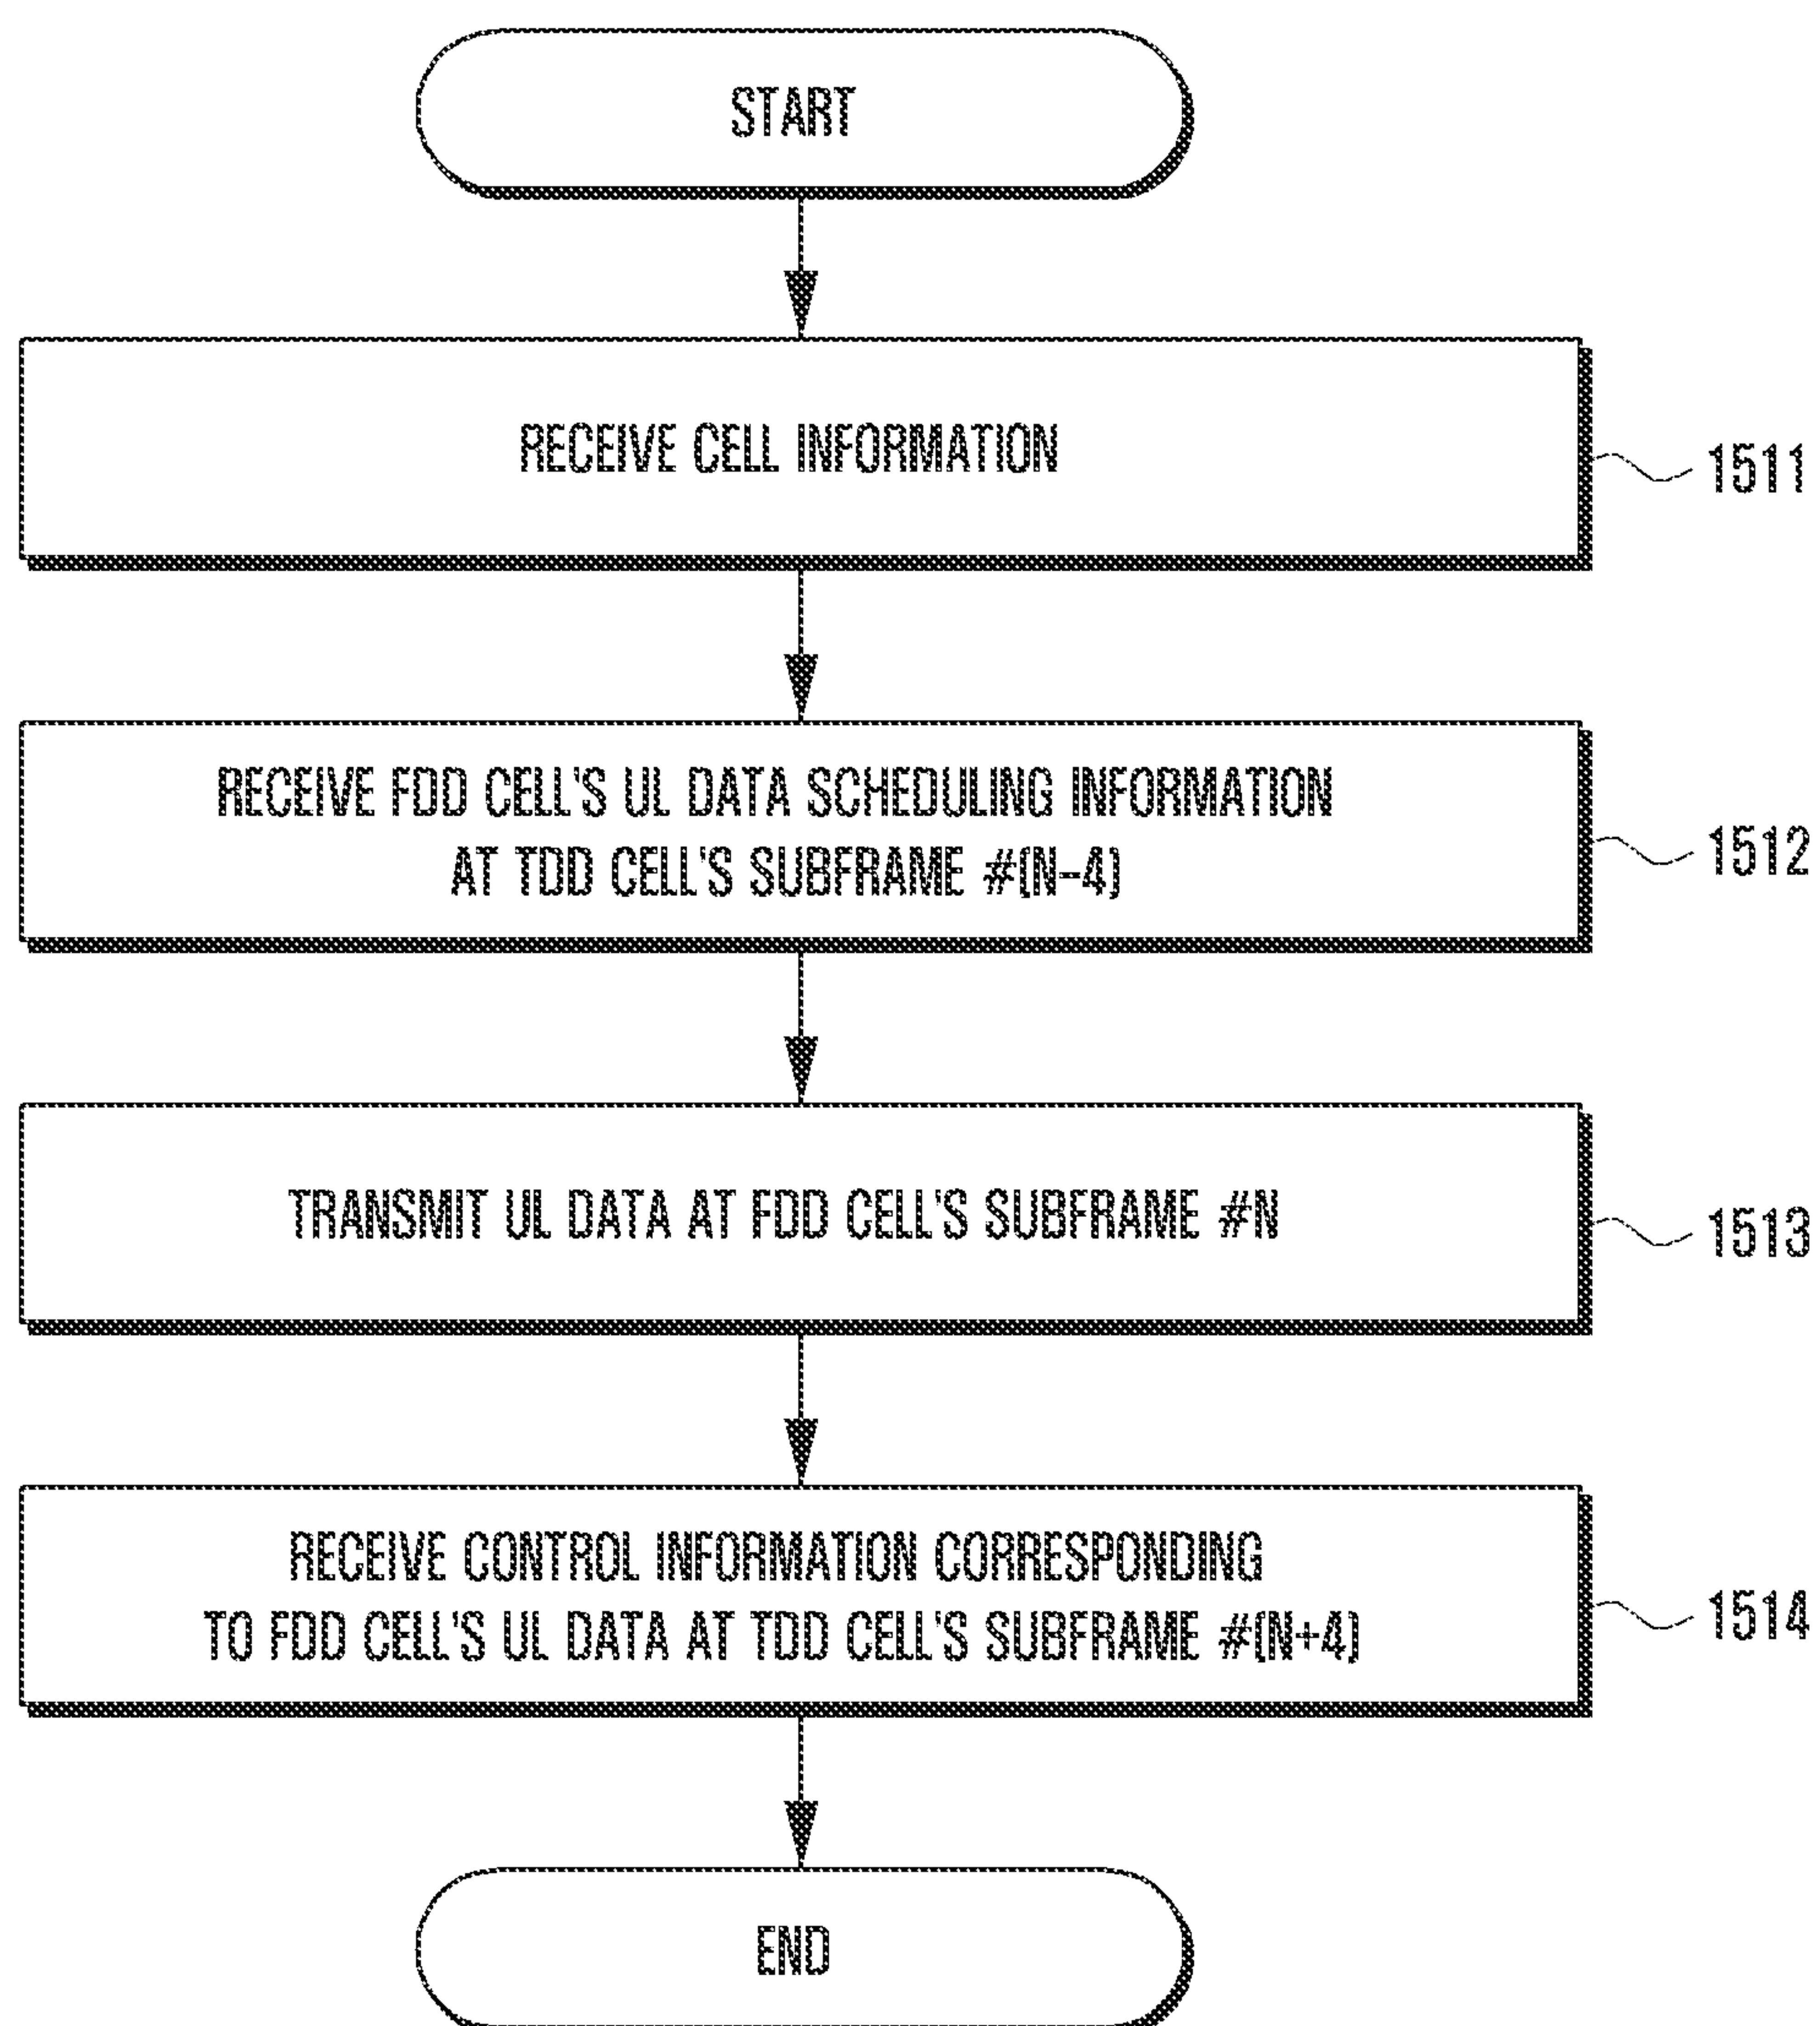 START
RECEIVE CELL INFORMATION
1511
RECEIVE FDD CELL'S UL DATA SCHEDULING INFORMATION
AT TDD CELL'S SUBFRAME #(N-4)
1512
TRANSMIT UL DATA AT FDD CELL'S SUBFRAME #N
1513
RECEIVE CONTROL INFORMATION CORRESPONDING
TO FDD CELL'S UL DATA AT TDD CELL'S SUBFRAME #(N+4)
1514
END